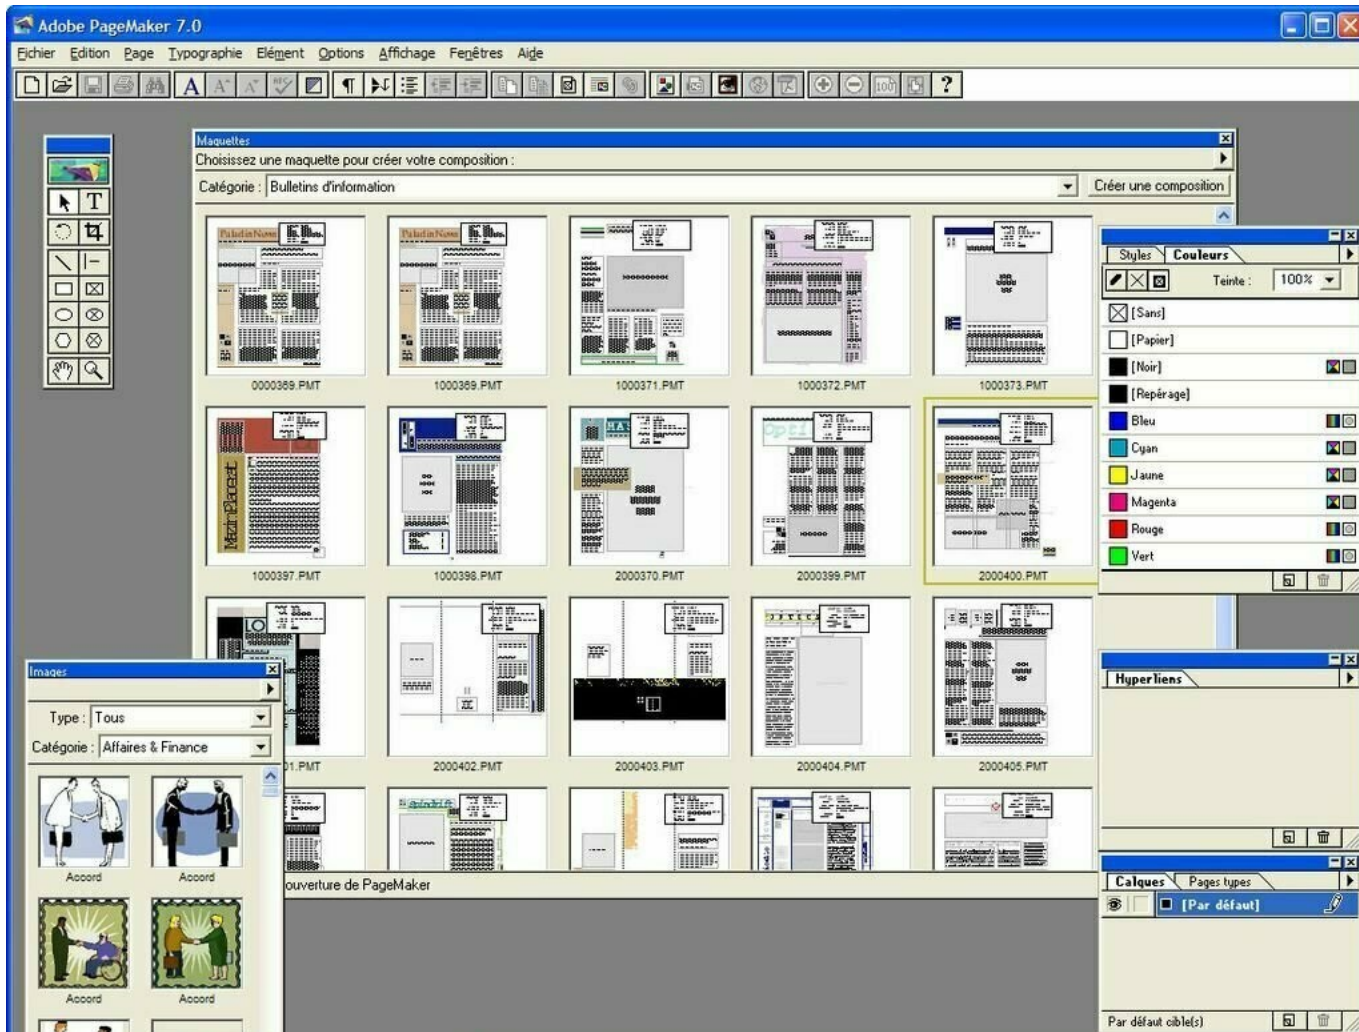 Adobe PageMaker 7.0
Fichier Edition Page Typographie Elément Options Affichage Fenêtres Aide
Maquettes
Choisissez une maquette pour créer votre composition :
Catégorie : Bulletins d'information Créer une composition
0000389.PMT 1000389.PMT 1000371.PMT 1000372.PMT 1000373.PMT
1000397.PMT 1000398.PMT 2000370.PMT 2000399.PMT 2000400.PMT
01.PMT 2000402.PMT 2000403.PMT 2000404.PMT 2000405.PMT
ouverture de PageMaker
Images
Type : Tous
Catégorie : Affaires & Finance
Accord Accord
Accord Accord
Styles Couleurs
Teinte : 100%
[Sans]
[Papier]
[Noir]
[Repérage]
Bleu
Cyan
Jaune
Magenta
Rouge
Vert
Hyperliens
Calques Pages types
[Par défaut]
Par défaut cible(s)